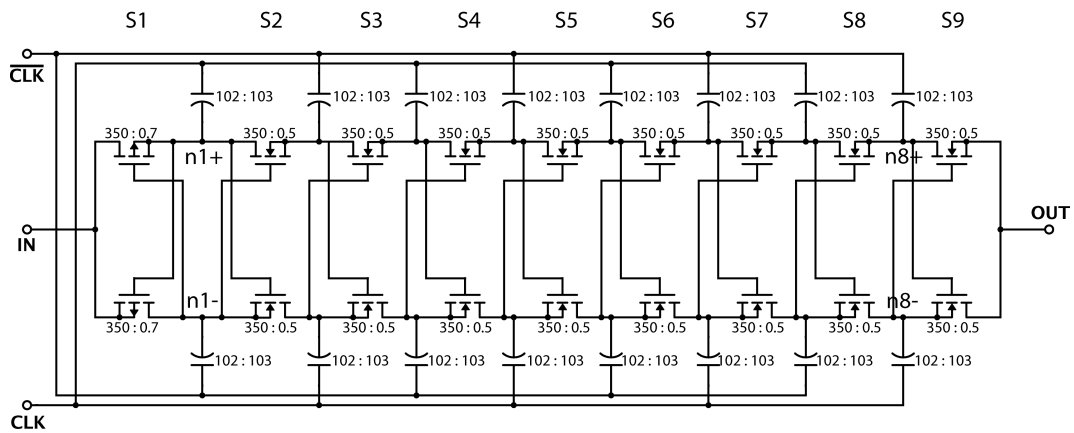 S1 S2 S3 S4 S5 S6 S7 S8 S9
CLK
102 : 103 102 : 103 102 : 103 102 : 103 102 : 103 102 : 103 102 : 103 102 : 103
350 : 0.7 350 : 0.5 350 : 0.5 350 : 0.5 350 : 0.5 350 : 0.5 350 : 0.5 350 : 0.5 350 : 0.5
n1+ n8+
IN OUT
n1- n8-
350 : 0.7 350 : 0.5 350 : 0.5 350 : 0.5 350 : 0.5 350 : 0.5 350 : 0.5 350 : 0.5 350 : 0.5
102 : 103 102 : 103 102 : 103 102 : 103 102 : 103 102 : 103 102 : 103 102 : 103
CLK